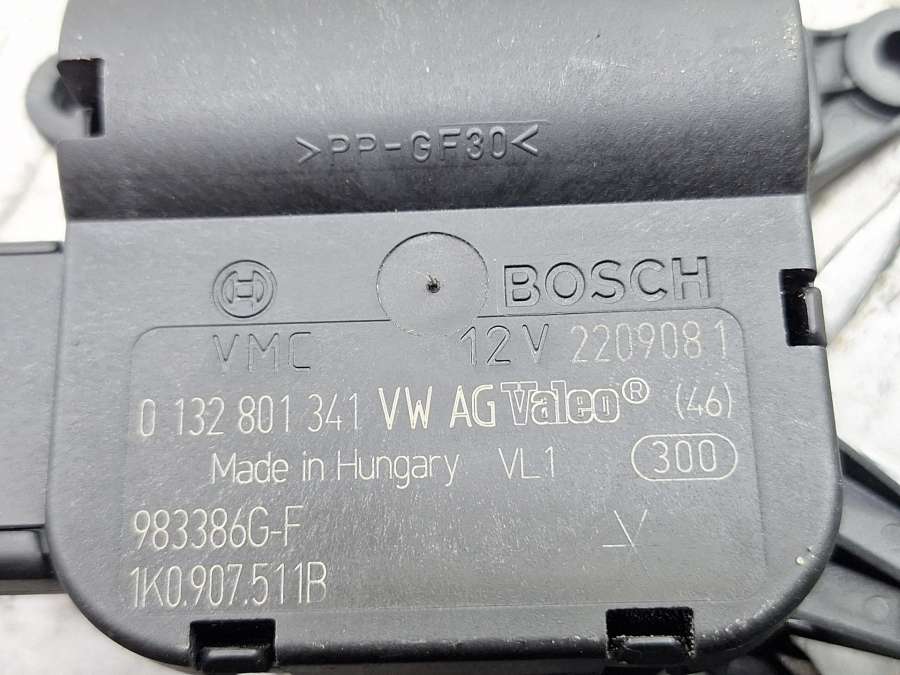 >PP-GF30<
BOSCH
VMC 12V 2209081
0 132 801 341 VW AG Valeo® (46)
Made in Hungary VL1 300
983386G-F
1K0.907.511B